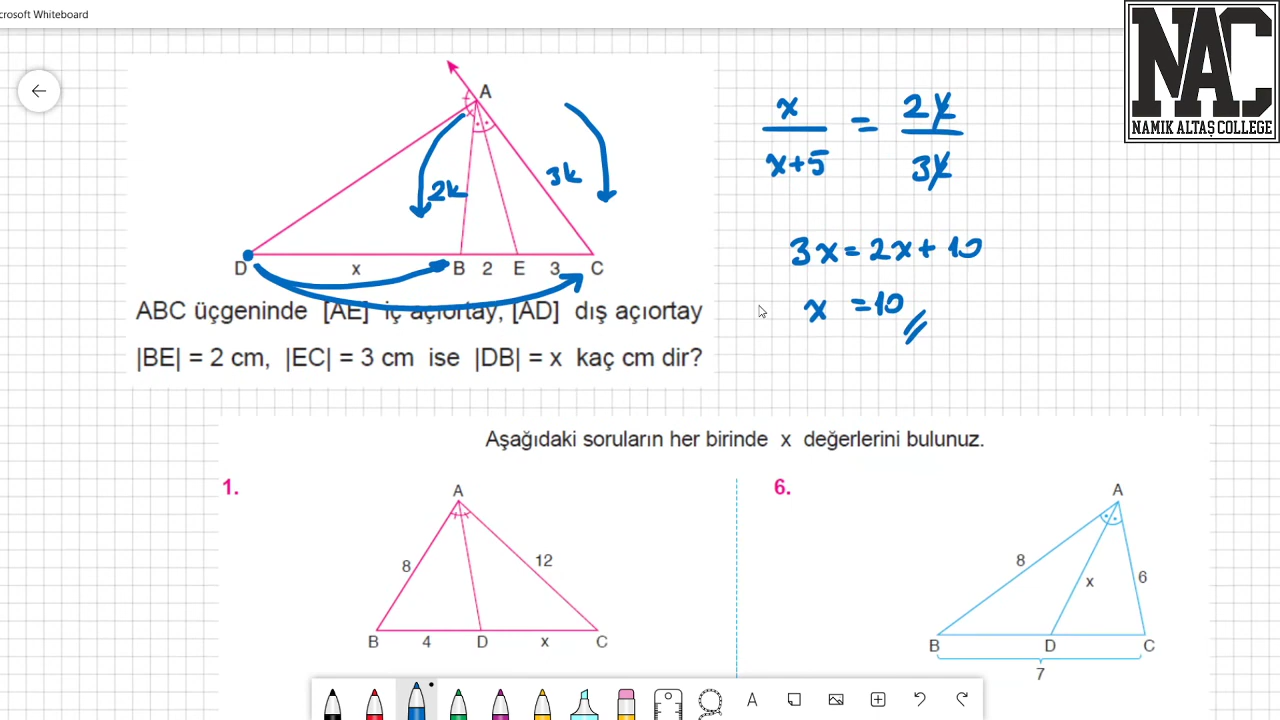 crosoft Whiteboard
NAC
NAMIK ALTAŞ COLLEGE
A
2k
3k
D x B 2 E 3 C
ABC üçgeninde [AE] iç açıortay, [AD] dış açıortay
|BE| = 2 cm, |EC| = 3 cm ise |DB| = x kaç cm dir?
x/x+5 = 2k/3k
3x = 2x + 10
x = 10
Aşağıdaki soruların her birinde x değerlerini bulunuz.
1.
A
8
12
B 4 D x C
6.
A
8
x
6
B D C
7
A